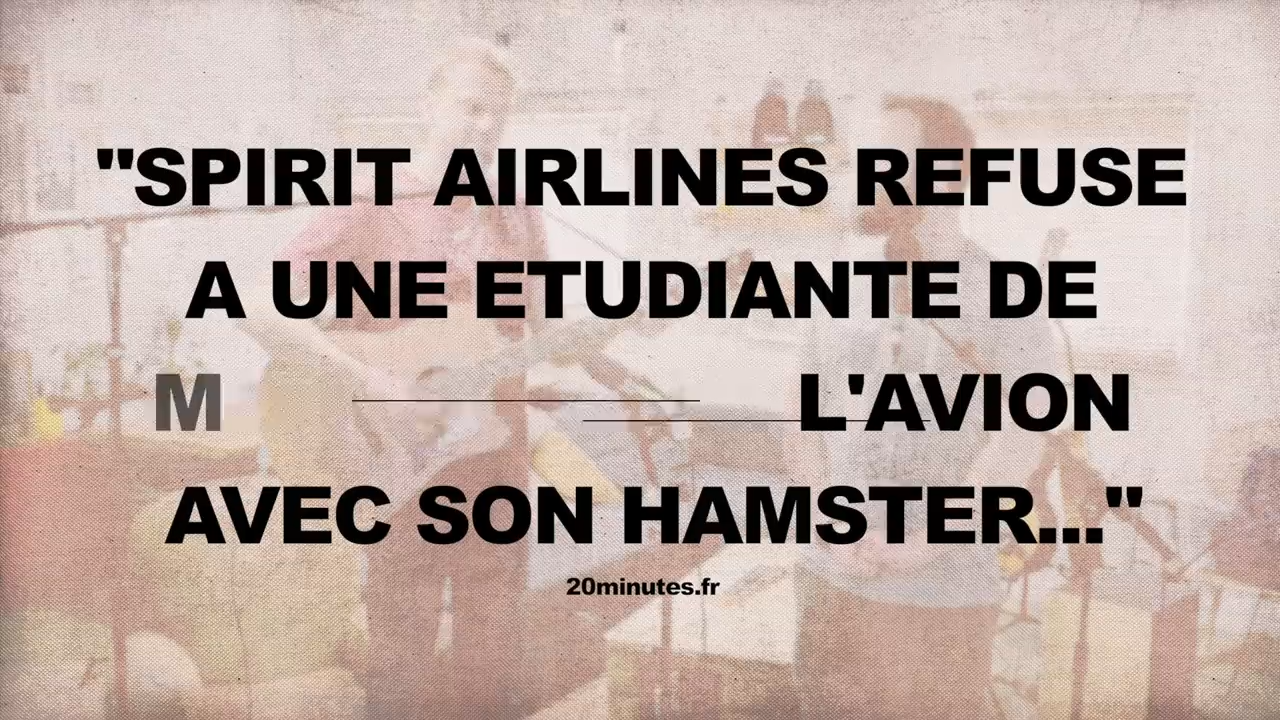 "SPIRIT AIRLINES REFUSE
A UNE ETUDIANTE DE
M L'AVION
AVEC SON HAMSTER..."
20minutes.fr